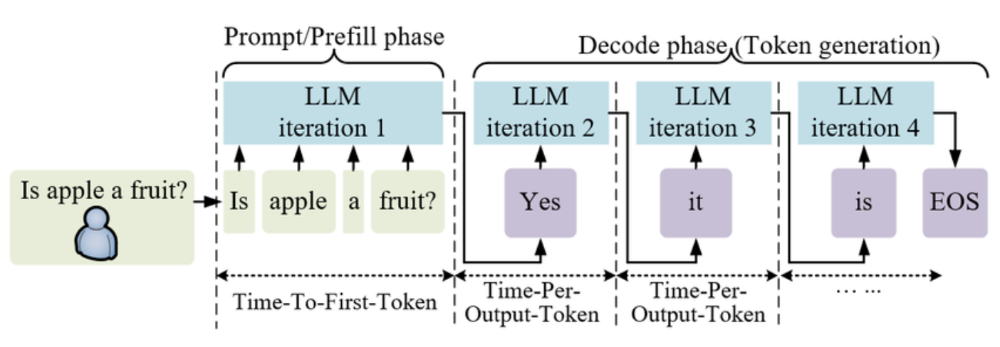 Prompt/Prefill phase
Decode phase (Token generation)
LLM
iteration 1
LLM
iteration 2
LLM
iteration 3
LLM
iteration 4
Is apple a fruit?
Is
apple
a
fruit?
Yes
it
is
EOS
Time-To-First-Token
Time-Per-
Output-Token
Time-Per-
Output-Token
... ...